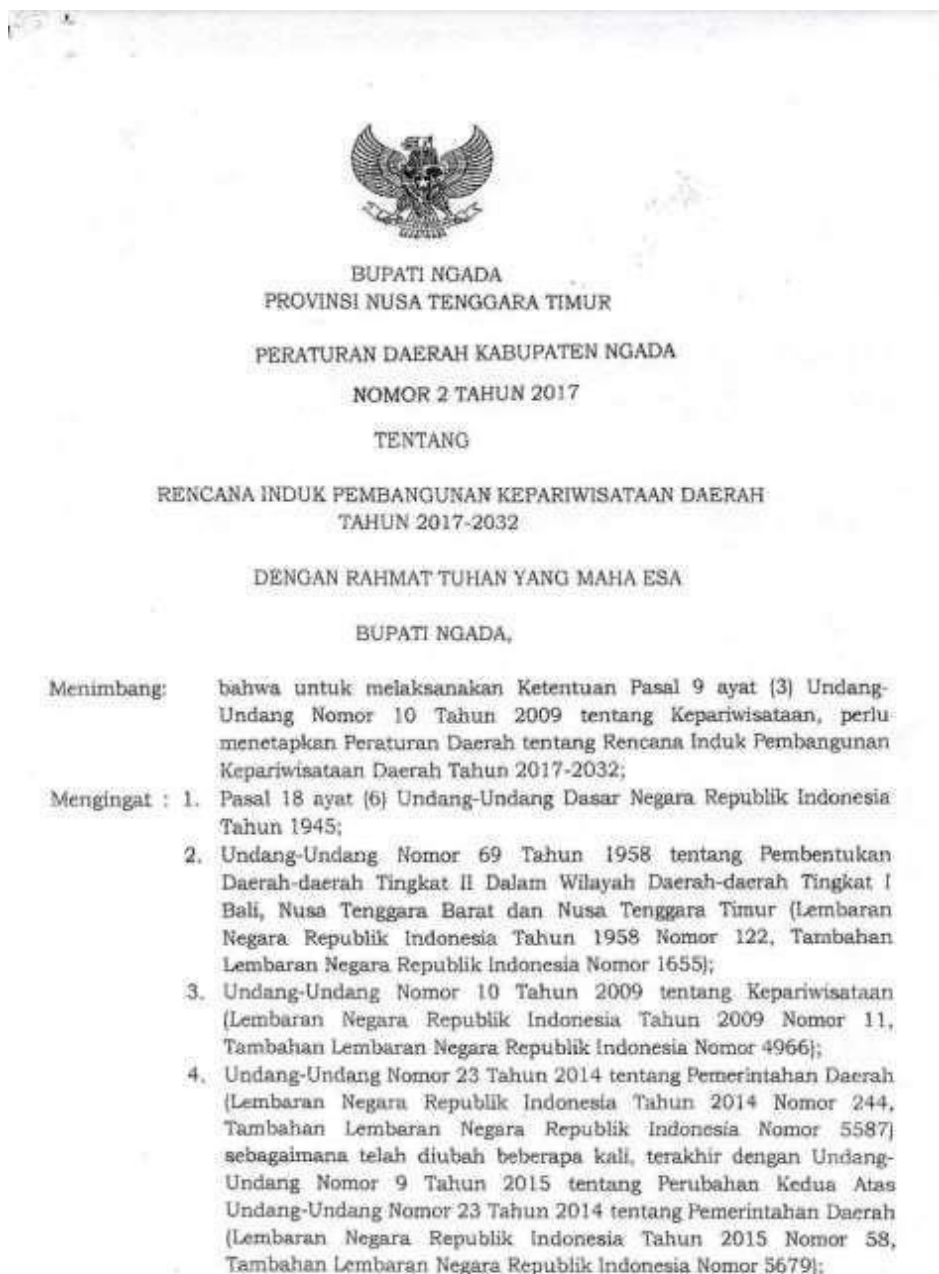 BUPATI NGADA
PROVINSI NUSA TENGGARA TIMUR
PERATURAN DAERAH KABUPATEN NGADA
NOMOR 2 TAHUN 2017
TENTANG
RENCANA INDUK PEMBANGUNAN KEPARIWISATAAN DAERAH
TAHUN 2017-2032
DENGAN RAHMAT TUHAN YANG MAHA ESA
BUPATI NGADA,
Menimbang: bahwa untuk melaksanakan Ketentuan Pasal 9 ayat (3) Undang-
Undang Nomor 10 Tahun 2009 tentang Kepariwisataan, perlu
menetapkan Peraturan Daerah tentang Rencana Induk Pembangunan
Kepariwisataan Daerah Tahun 2017-2032;
Mengingat : 1. Pasal 18 ayat (6) Undang-Undang Dasar Negara Republik Indonesia
Tahun 1945;
2. Undang-Undang Nomor 69 Tahun 1958 tentang Pembentukan
Daerah-daerah Tingkat II Dalam Wilayah Daerah-daerah Tingkat I
Bali, Nusa Tenggara Barat dan Nusa Tenggara Timur (Lembaran
Negara Republik Indonesia Tahun 1958 Nomor 122, Tambahan
Lembaran Negara Republik Indonesia Nomor 1655);
3. Undang-Undang Nomor 10 Tahun 2009 tentang Kepariwisataan
(Lembaran Negara Republik Indonesia Tahun 2009 Nomor 11,
Tambahan Lembaran Negara Republik Indonesia Nomor 4966);
4. Undang-Undang Nomor 23 Tahun 2014 tentang Pemerintahan Daerah
(Lembaran Negara Republik Indonesia Tahun 2014 Nomor 244,
Tambahan Lembaran Negara Republik Indonesia Nomor 5587)
sebagaimana telah diubah beberapa kali, terakhir dengan Undang-
Undang Nomor 9 Tahun 2015 tentang Perubahan Kedua Atas
Undang-Undang Nomor 23 Tahun 2014 tentang Pemerintahan Daerah
(Lembaran Negara Republik Indonesia Tahun 2015 Nomor 58,
Tambahan Lembaran Negara Republik Indonesia Nomor 5679);